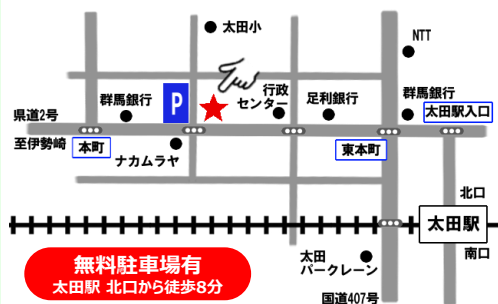 太田小
NTT
群馬銀行
P
行政
センター
足利銀行
群馬銀行
太田駅入口
県道2号
至伊勢崎
本町
ナカムラヤ
東本町
北口
太田駅
南口
太田
パークレーン
国道407号
無料駐車場有
太田駅 北口から徒歩8分